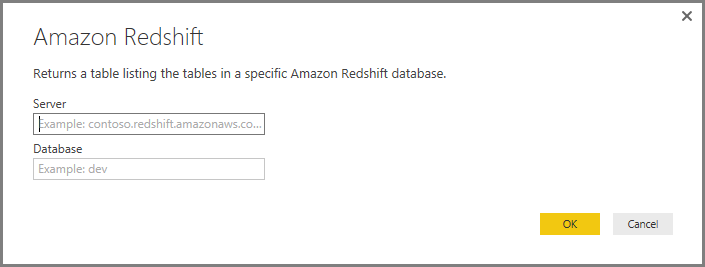 Amazon Redshift
Returns a table listing the tables in a specific Amazon Redshift database.
Server
Example: contoso.redshift.amazonaws.co...
Database
Example: dev
OK
Cancel